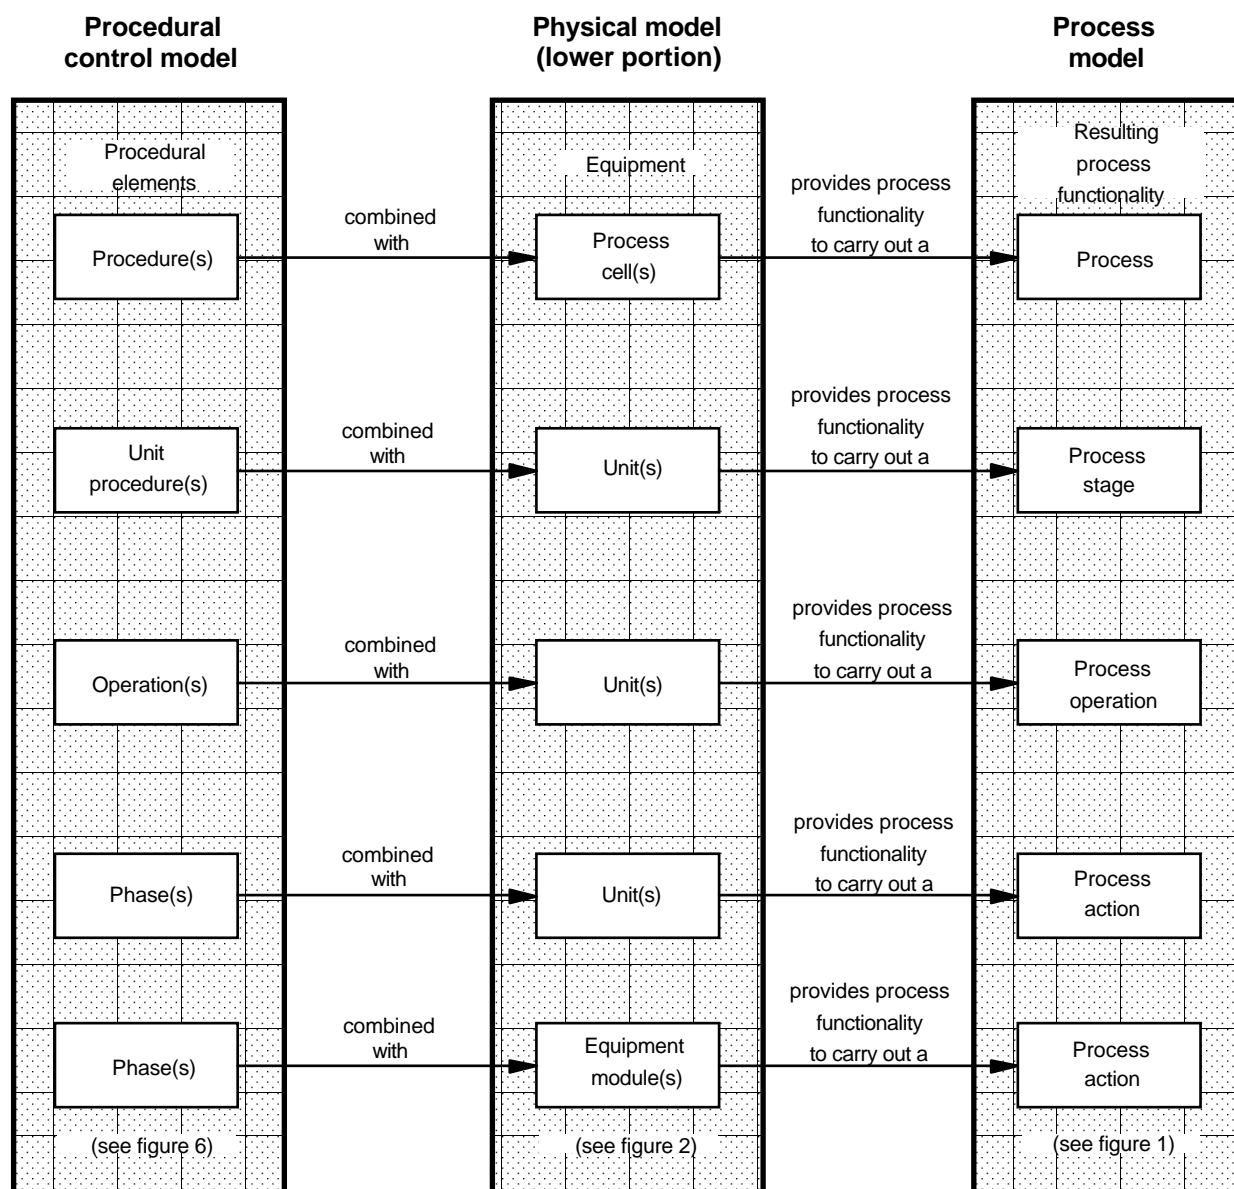 Procedural
control model
Physical model
(lower portion)
Process
model
Procedural
elements
Equipment
Resulting
process
functionality
Procedure(s)
combined
with
Process
cell(s)
provides process
functionality
to carry out a
Process
Unit
procedure(s)
combined
with
Unit(s)
provides process
functionality
to carry out a
Process
stage
Operation(s)
combined
with
Unit(s)
provides process
functionality
to carry out a
Process
operation
Phase(s)
combined
with
Unit(s)
provides process
functionality
to carry out a
Process
action
Phase(s)
combined
with
Equipment
module(s)
provides process
functionality
to carry out a
Process
action
(see figure 6)
(see figure 2)
(see figure 1)